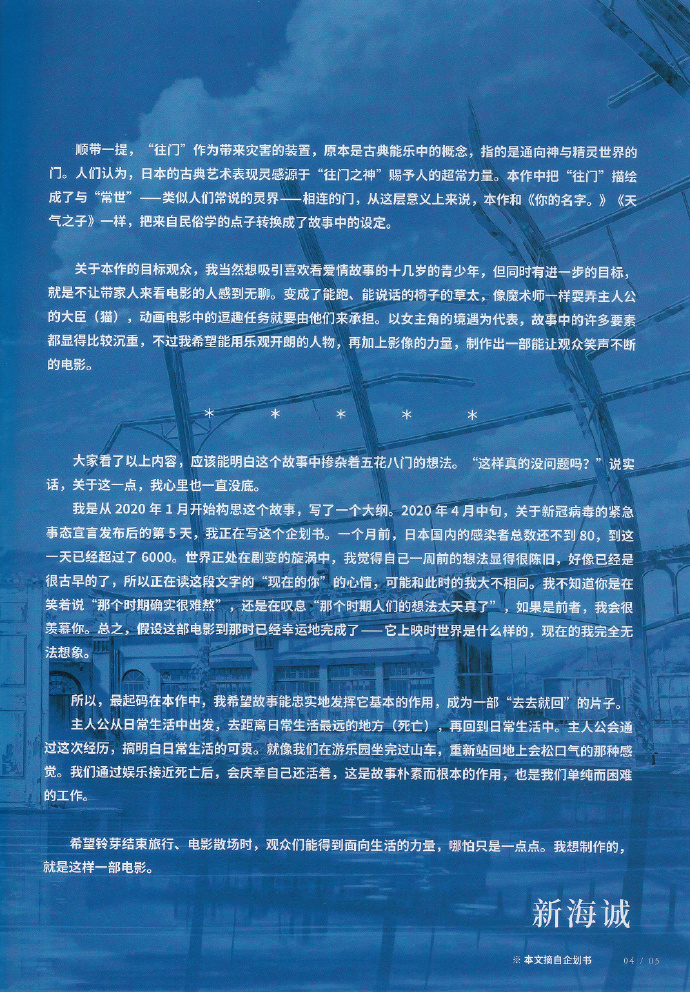 顺带一提，“往门”作为带来灾害的装置，原本是古典能乐中的概念，指的是通向神与精灵世界的
门。人们认为，日本的古典艺术表现灵感源于“往门之神”赐予人的超常力量。本作中把“往门”描绘
成了与“常世”——类似人们常说的灵界——相连的门，从这层意义上来说，本作和《你的名字。》《天
气之子》一样，把来自民俗学的点子转换成了故事中的设定。
关于本作的目标观众，我当然想吸引喜欢看爱情故事的十几岁的青少年，但同时有进一步的目标，
就是不让带家人来看电影的人感到无聊。变成了能跑、能说话的椅子的草太，像魔术师一样耍弄主人公
的大臣（猫），动画电影中的逗趣任务就要由他们来承担。以女主角的境遇为代表，故事中的许多要素
都显得比较沉重，不过我希望能用乐观开朗的人物，再加上影像的力量，制作出一部能让观众笑声不断
的电影。
* * * * *
大家看了以上内容，应该能明白这个故事中掺杂着五花八门的想法。“这样真的没问题吗？”说实
话，关于这一点，我心里也一直没底。
我是从 2020 年 1 月开始构思这个故事，写了一个大纲。2020 年 4 月中旬，关于新冠病毒的紧急
事态宣言发布后的第 5 天，我正在写这个企划书。一个月前，日本国内的感染者总数还不到 80，到这
一天已经超过了 6000。世界正处在剧变的旋涡中，我觉得自己一周前的想法显得很陈旧，好像已经是
很古早的了，所以正在读这段文字的“现在的你”的心情，可能和此时的我大不相同。我不知道你是在
笑着说“那个时期确实很难熬”，还是在叹息“那个时期人们的想法太天真了”，如果是前者，我会很
羡慕你。总之，假设这部电影到那时已经幸运地完成了——它上映时世界是什么样的，现在的我完全无
法想象。
所以，最起码在本作中，我希望故事能忠实地发挥它基本的作用，成为一部“去去就回”的片子。
主人公从日常生活中出发，去距离日常生活最远的地方（死亡），再回到日常生活中。主人公会通
过这次经历，搞明白日常生活的可贵。就像我们在游乐园坐完过山车，重新站回地上会松口气的那种感
觉。我们通过娱乐接近死亡后，会庆幸自己还活着，这是故事朴素而根本的作用，也是我们单纯而困难
的工作。
希望铃芽结束旅行、电影散场时，观众们能得到面向生活的力量，哪怕只是一点点。我想制作的，
就是这样一部电影。
新海诚
※ 本文摘自企划书 04 / 05